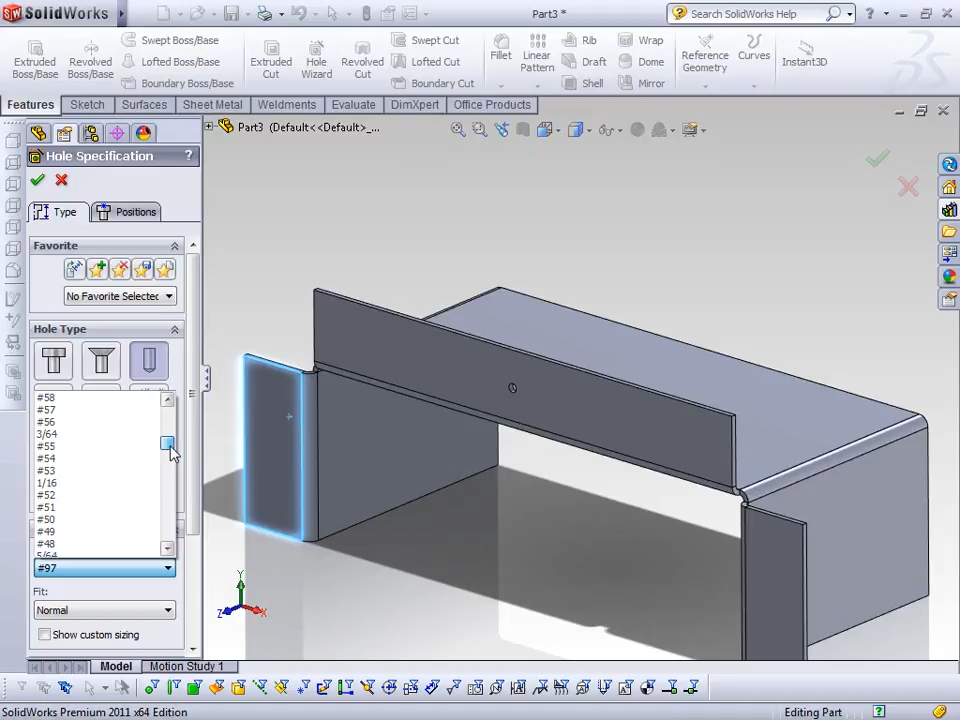 SolidWorks
Part3 *
Search SolidWorks Help
?
Extruded Boss/Base
Revolved Boss/Base
Swept Boss/Base
Lofted Boss/Base
Boundary Boss/Base
Extruded Cut
Hole Wizard
Revolved Cut
Swept Cut
Lofted Cut
Boundary Cut
Fillet
Linear Pattern
Rib
Draft
Shell
Wrap
Dome
Mirror
Reference Geometry
Curves
Instant3D
Features
Sketch
Surfaces
Sheet Metal
Weldments
Evaluate
DimXpert
Office Products
Part3 (Default<<Default>_...
Hole Specification
?
Type
Positions
Favorite
No Favorite Selected
Hole Type
#58
#57
#56
3/64
#55
#54
#53
1/16
#52
#51
#50
#49
#48
5/64
#97
Fit:
Normal
Show custom sizing
Y
Z
X
Model
Motion Study 1
SolidWorks Premium 2011 x64 Edition
Editing Part
?